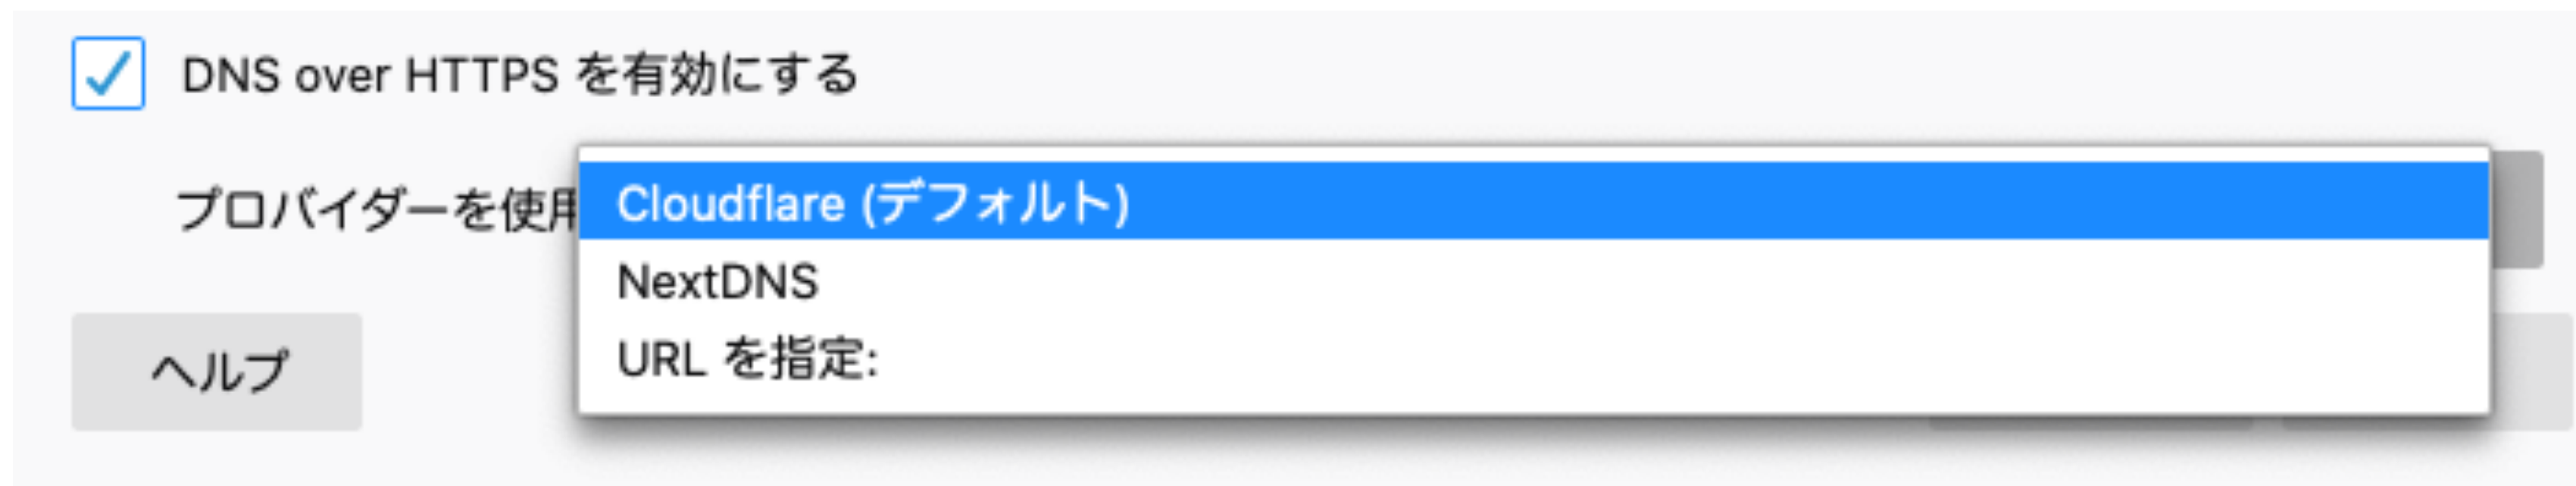 DNS over HTTPS を有効にする
プロバイダーを使用
Cloudflare (デフォルト)
NextDNS
URL を指定:
ヘルプ